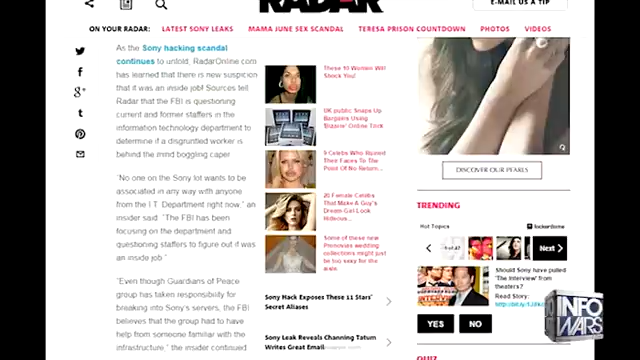 RADAR
E-MAIL US A TIP
ON YOUR RADAR:
LATEST SONY LEAKS
MAMA JUNE SEX SCANDAL
TERESA PRISON COUNTDOWN
PHOTOS
VIDEOS
As the Sony hacking scandal
continues to unfold, RadarOnline.com
has learned that there is new suspicion
that it was an inside job! Sources tell
Radar that the FBI is questioning
current and former staffers in the
information technology department to
determine if a disgruntled worker is
behind the mind boggling caper.
"No one on the Sony lot wants to be
associated in any way with anyone
from the I.T. Department right now," an
insider said. "The FBI has been
focusing on the department and
questioning staffers to figure out if was
an inside job."
"Even though Guardians of Peace
group has taken responsibility for
breaking into Sony's servers, the FBI
believes that the group had to have
help from someone familiar with the
infrastructure," the insider continued
These 10 Women Will
Shock You!
UK public Snaps Up
Bargains Using
Online Trick
9 Celebs Who Ruined
Their Faces To The
Point Of No Return...
20 Female Celebs
That Make A Guy's
Dream Gal Look
Hideous...
Some of these new
wedding
collections might just
be too sexy for the
aisle
Sony Hack Exposes These 11 Stars'
Secret Aliases
Sony Leak Reveals Channing Tatum
Writes Great Email
DISCOVER OUR PEARLS
TRENDING
Hot Topics
lockerdome
Next
Should Sony have pulled
'The Interview' from
theaters?
Read Story:
YES
NO
QUIZ
INFO
WARS